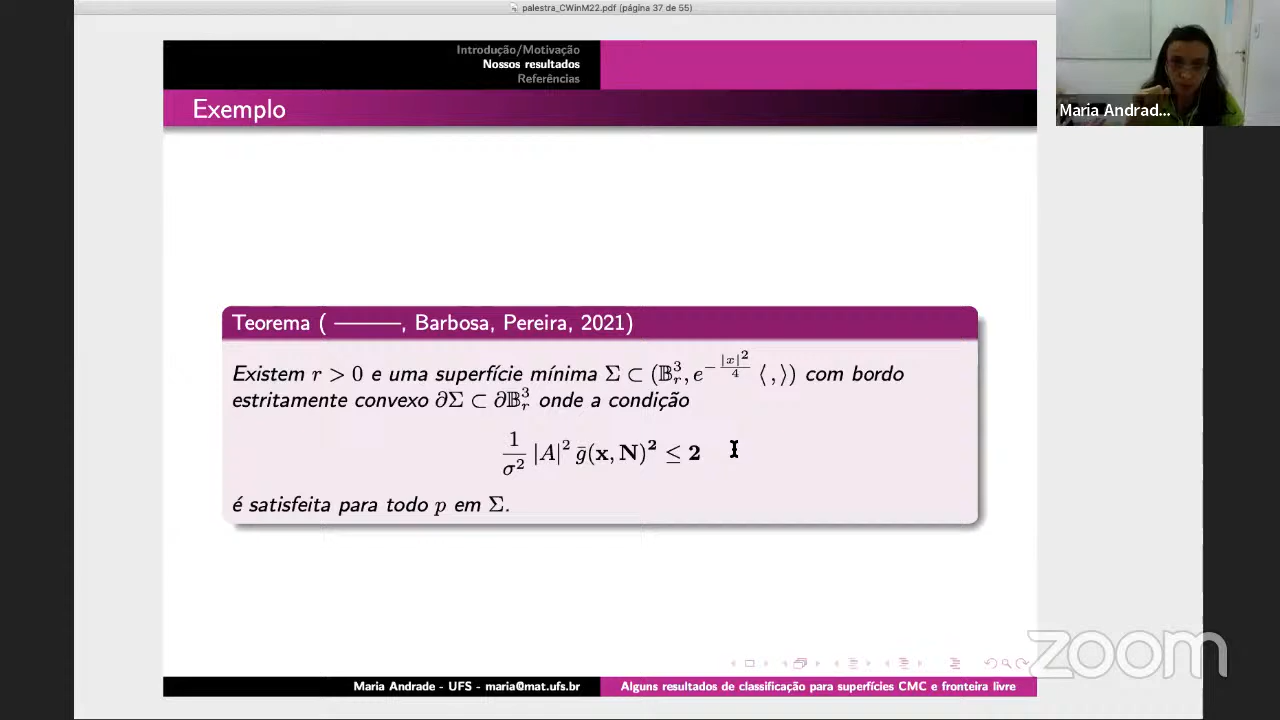 palestra_CWinM22.pdf (página 37 de 55)
Introdução/Motivação
Nossos resultados
Referências
Exemplo
Maria Andrad...
Teorema ( ———, Barbosa, Pereira, 2021)
Existem r > 0 e uma superfície mínima Σ ⊂ (𝔹³ᵣ, e^{-|x|²/4} ⟨ , ⟩) com bordo
estritamente convexo ∂Σ ⊂ ∂𝔹³ᵣ onde a condição
1/σ² |A|² ḡ(x, N)² ≤ 2
é satisfeita para todo p em Σ.
zoom
Maria Andrade - UFS - maria@mat.ufs.br
Alguns resultados de classificação para superfícies CMC e fronteira livre